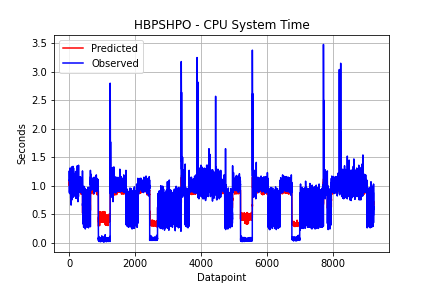 HBPSHPO - CPU System Time
Predicted
Observed
Seconds
3.5
3.0
2.5
2.0
1.5
1.0
0.5
0.0
0 2000 4000 6000 8000
Datapoint